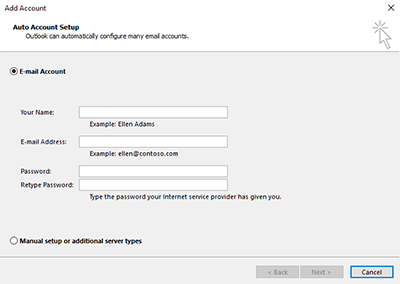 Add Account
Auto Account Setup
Outlook can automatically configure many email accounts.
E-mail Account
Your Name:
Example: Ellen Adams
E-mail Address:
Example: ellen@contoso.com
Password:
Retype Password:
Type the password your Internet service provider has given you.
Manual setup or additional server types
< Back Next > Cancel